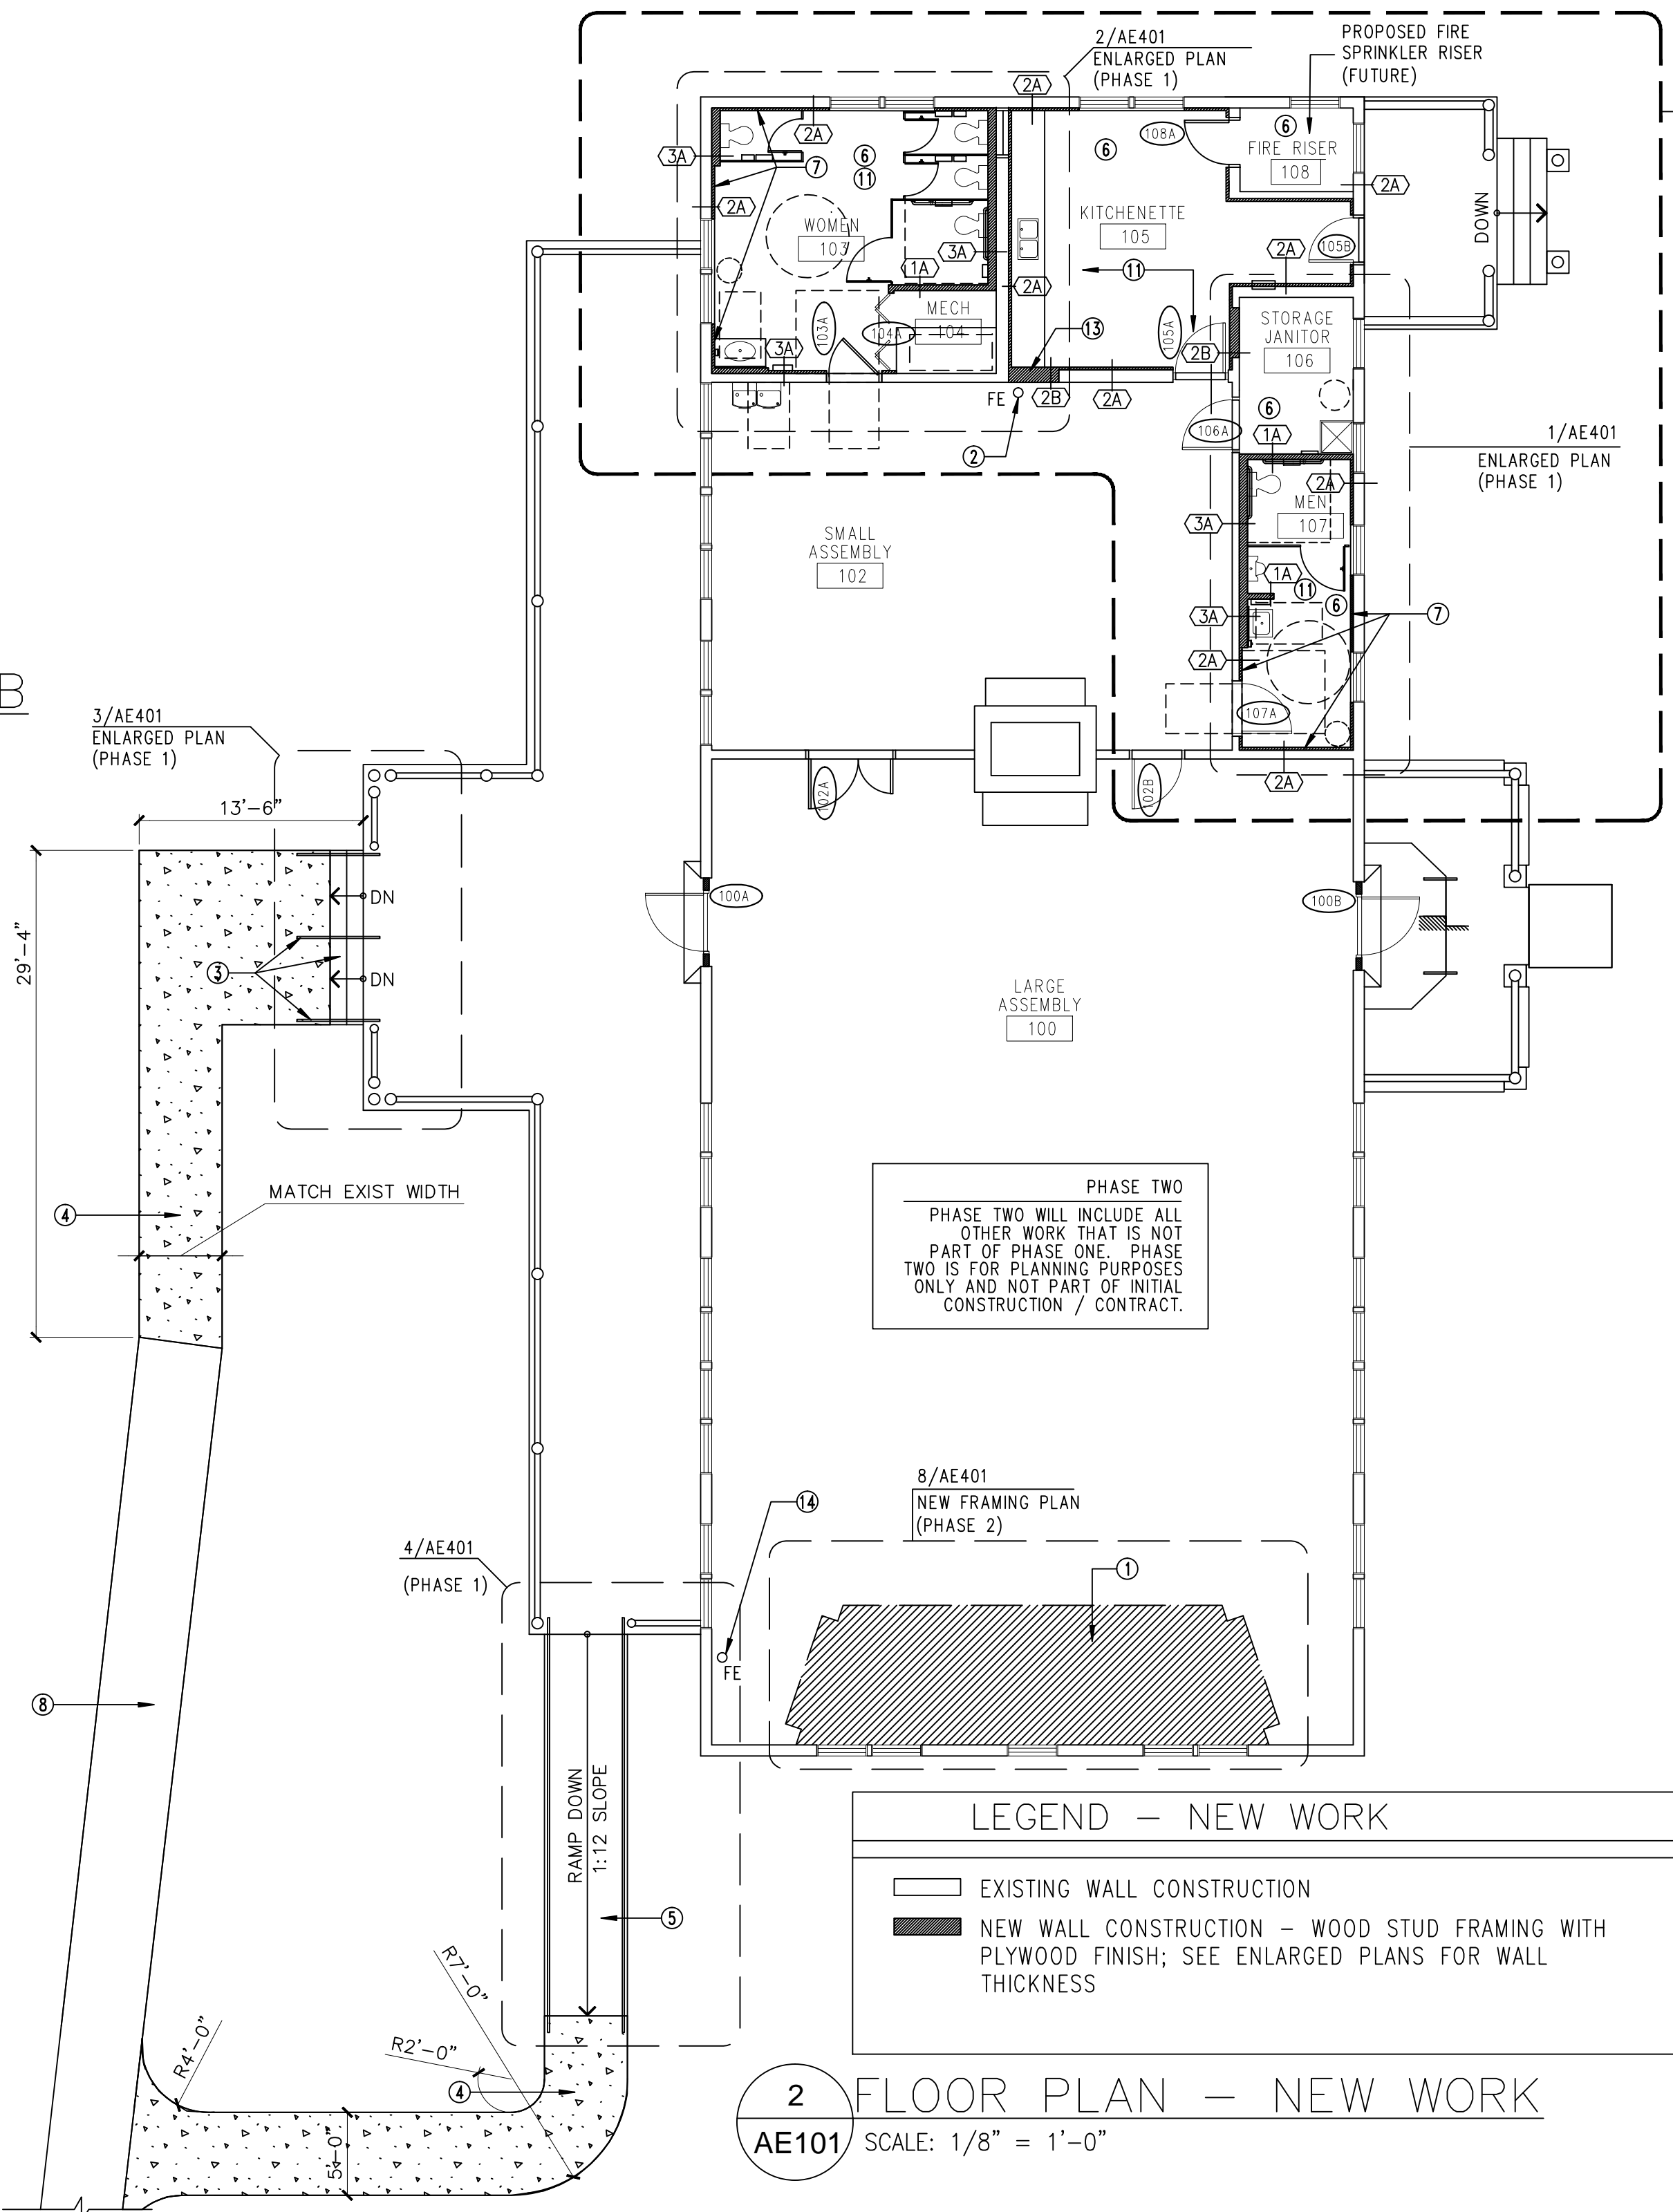 2/AE401
ENLARGED PLAN
(PHASE 1)
PROPOSED FIRE
SPRINKLER RISER
(FUTURE)
2A
2A
3A
7
6
11
2A
WOMEN
103
3A
1A
MECH
104
103A
104A
3A
6
108A
KITCHENETTE
105
11
2A
13
105A
2B
2A
FE
2
6
FIRE RISER
108
2A
105B
2A
DOWN
STORAGE
JANITOR
106
2B
6
106A
1A
1/AE401
ENLARGED PLAN
(PHASE 1)
2A
MEN
107
3A
1A
11
6
3A
7
2A
107A
2A
SMALL
ASSEMBLY
102
B
3/AE401
ENLARGED PLAN
(PHASE 1)
102A
102B
13'-6"
29'-4"
DN
3
DN
100A
100B
LARGE
ASSEMBLY
100
MATCH EXIST WIDTH
4
PHASE TWO
PHASE TWO WILL INCLUDE ALL
OTHER WORK THAT IS NOT
PART OF PHASE ONE. PHASE
TWO IS FOR PLANNING PURPOSES
ONLY AND NOT PART OF INITIAL
CONSTRUCTION / CONTRACT.
8/AE401
NEW FRAMING PLAN
(PHASE 2)
14
4/AE401
(PHASE 1)
1
FE
8
RAMP DOWN
1:12 SLOPE
5
R7'-0"
R4'-0"
R2'-0"
4
5'-0"
LEGEND - NEW WORK
EXISTING WALL CONSTRUCTION
NEW WALL CONSTRUCTION - WOOD STUD FRAMING WITH
PLYWOOD FINISH; SEE ENLARGED PLANS FOR WALL
THICKNESS
2
AE101
FLOOR PLAN - NEW WORK
SCALE: 1/8" = 1'-0"